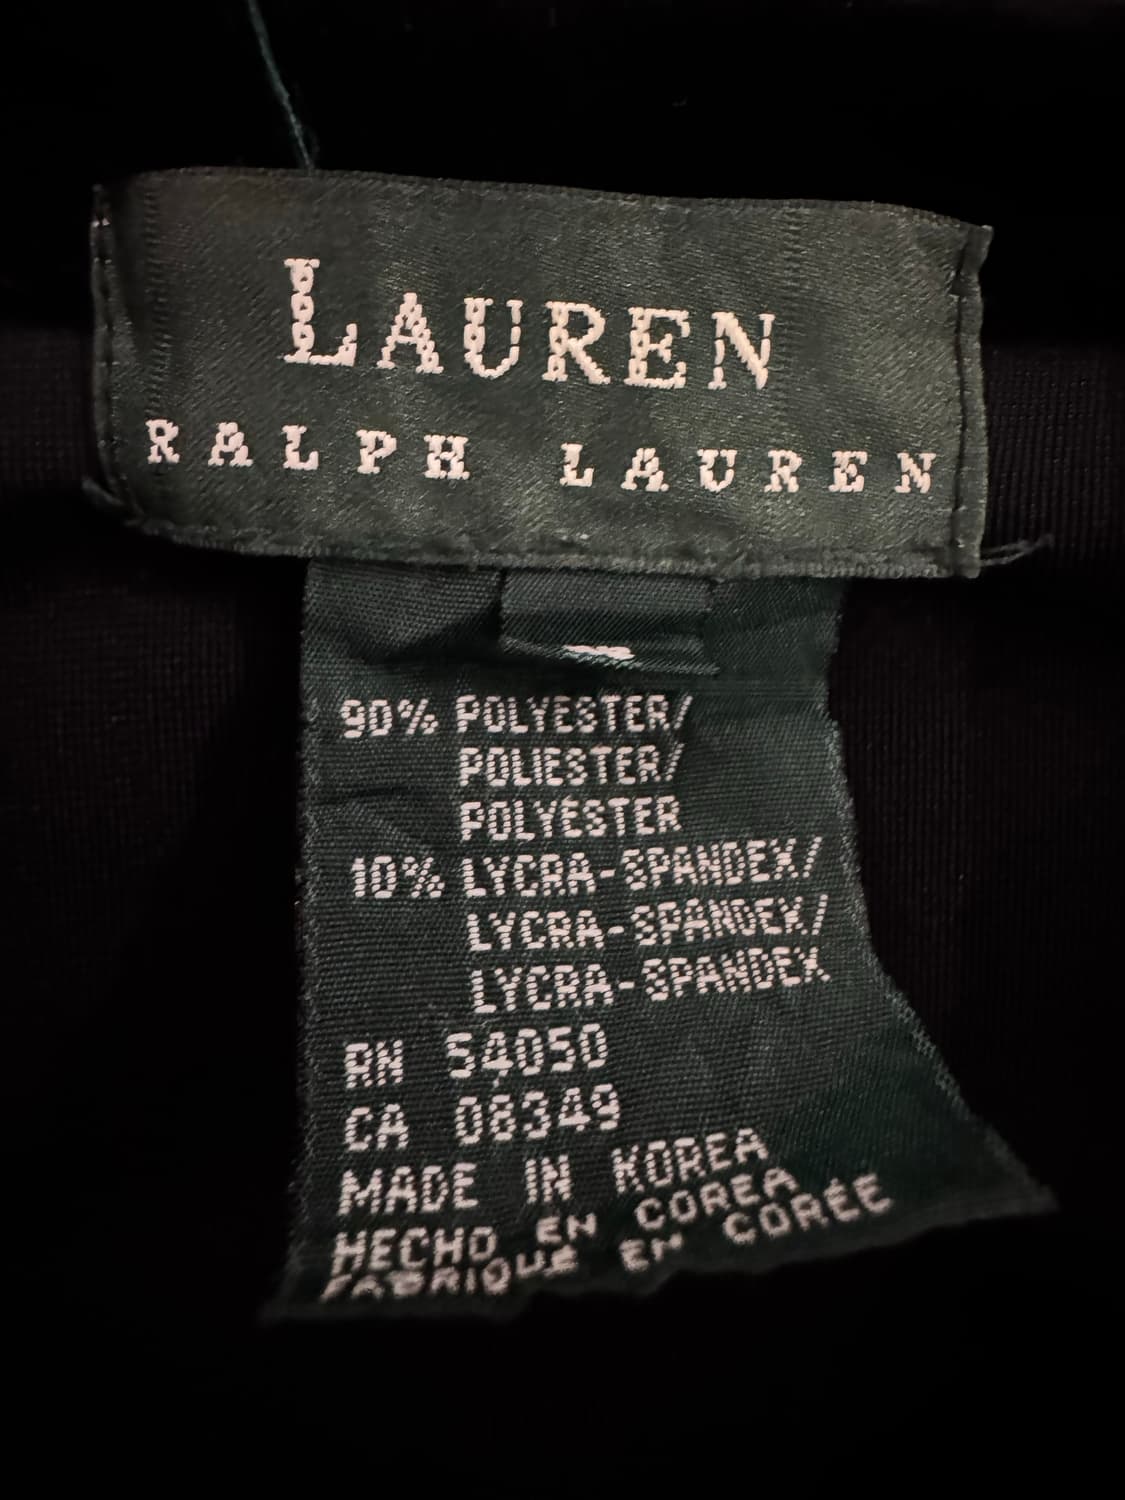 LAUREN
RALPH LAUREN
90% POLYESTER/
POLIESTER/
POLYESTER
10% LYCRA-SPANDEX/
LYCRA-SPANDEX/
LYCRA-SPANDEX
RN 54050
CA 08349
MADE IN KOREA
HECHO EN COREA
FABRIQUÉ EN CORÉE